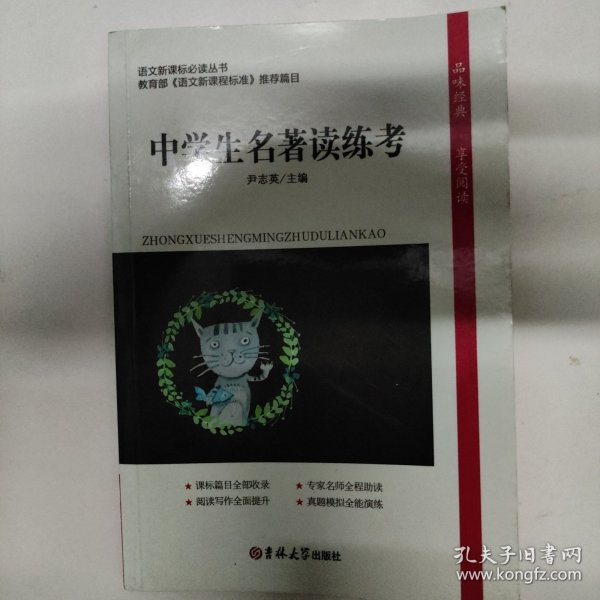 语文新课标必读丛书
教育部《语文新课程标准》推荐篇目
中学生名著读练考
尹志英/主编
ZHONGXUESHENGMINGZHUDULIANKAO
品味经典 享受阅读
★ 课标篇目全部收录 ★ 专家名师全程助读
★ 阅读写作全面提升 ★ 真题模拟全能演练
吉林大学出版社
孔夫子旧书网
www.kongfz.com